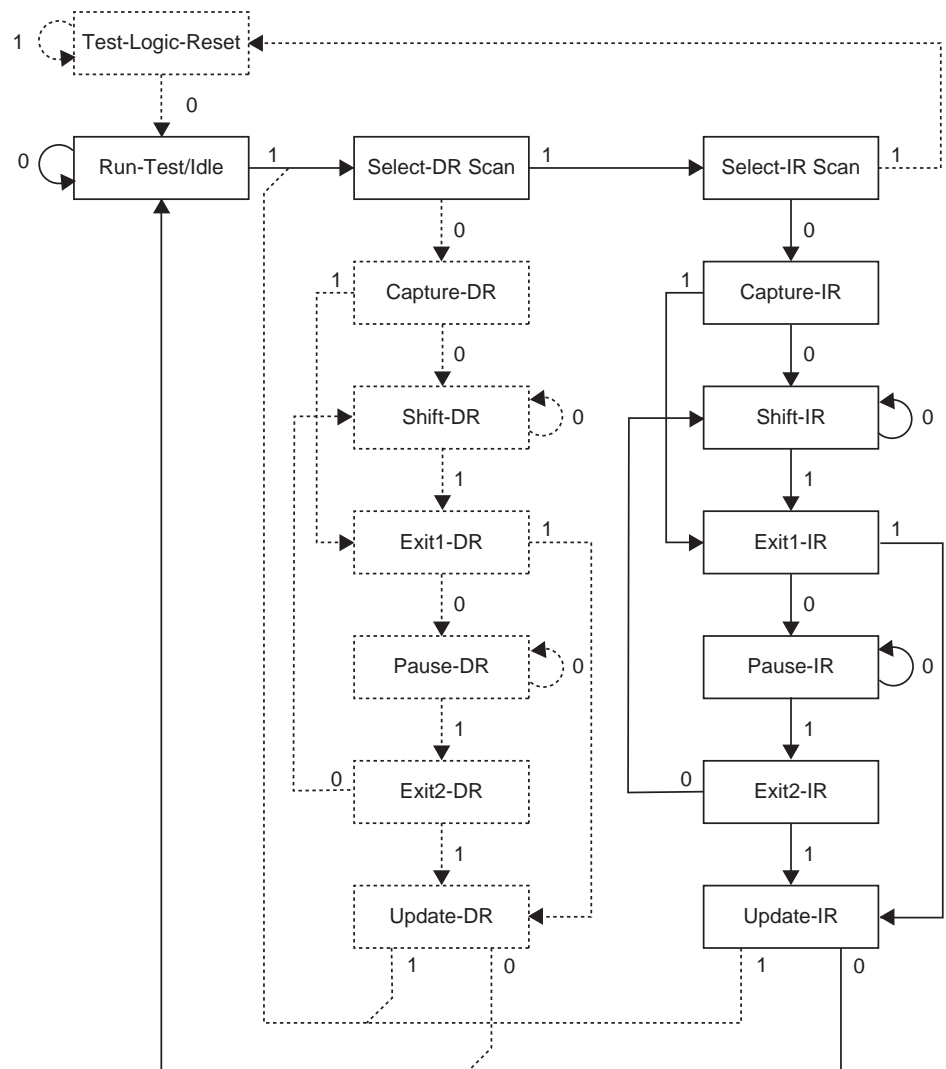 1
Test-Logic-Reset
0
0
Run-Test/Idle
1
Select-DR Scan
1
Select-IR Scan
1
0
0
1
Capture-DR
1
Capture-IR
0
0
Shift-DR
0
Shift-IR
0
1
1
Exit1-DR
1
Exit1-IR
1
0
0
Pause-DR
0
Pause-IR
0
1
1
0
Exit2-DR
0
Exit2-IR
1
1
Update-DR
Update-IR
1
0
1
0